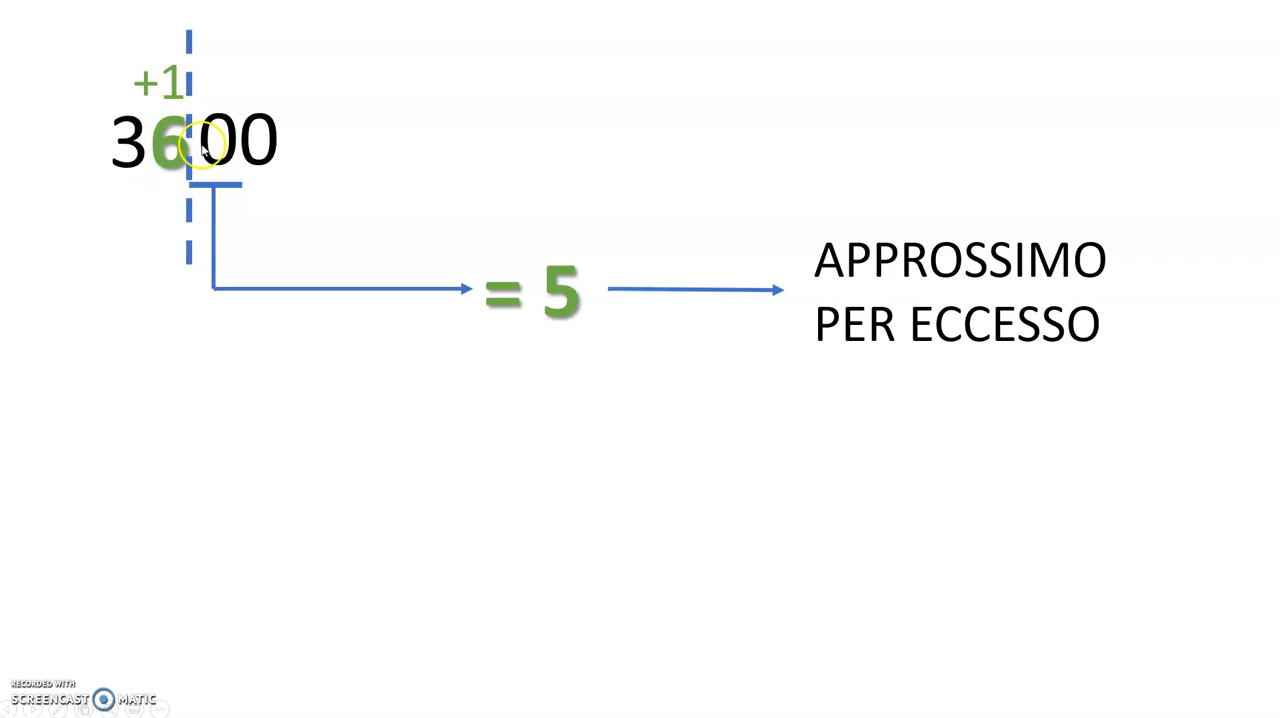 +1
3600
= 5
APPROSSIMO
PER ECCESSO
RECORDED WITH
SCREENCAST MATIC